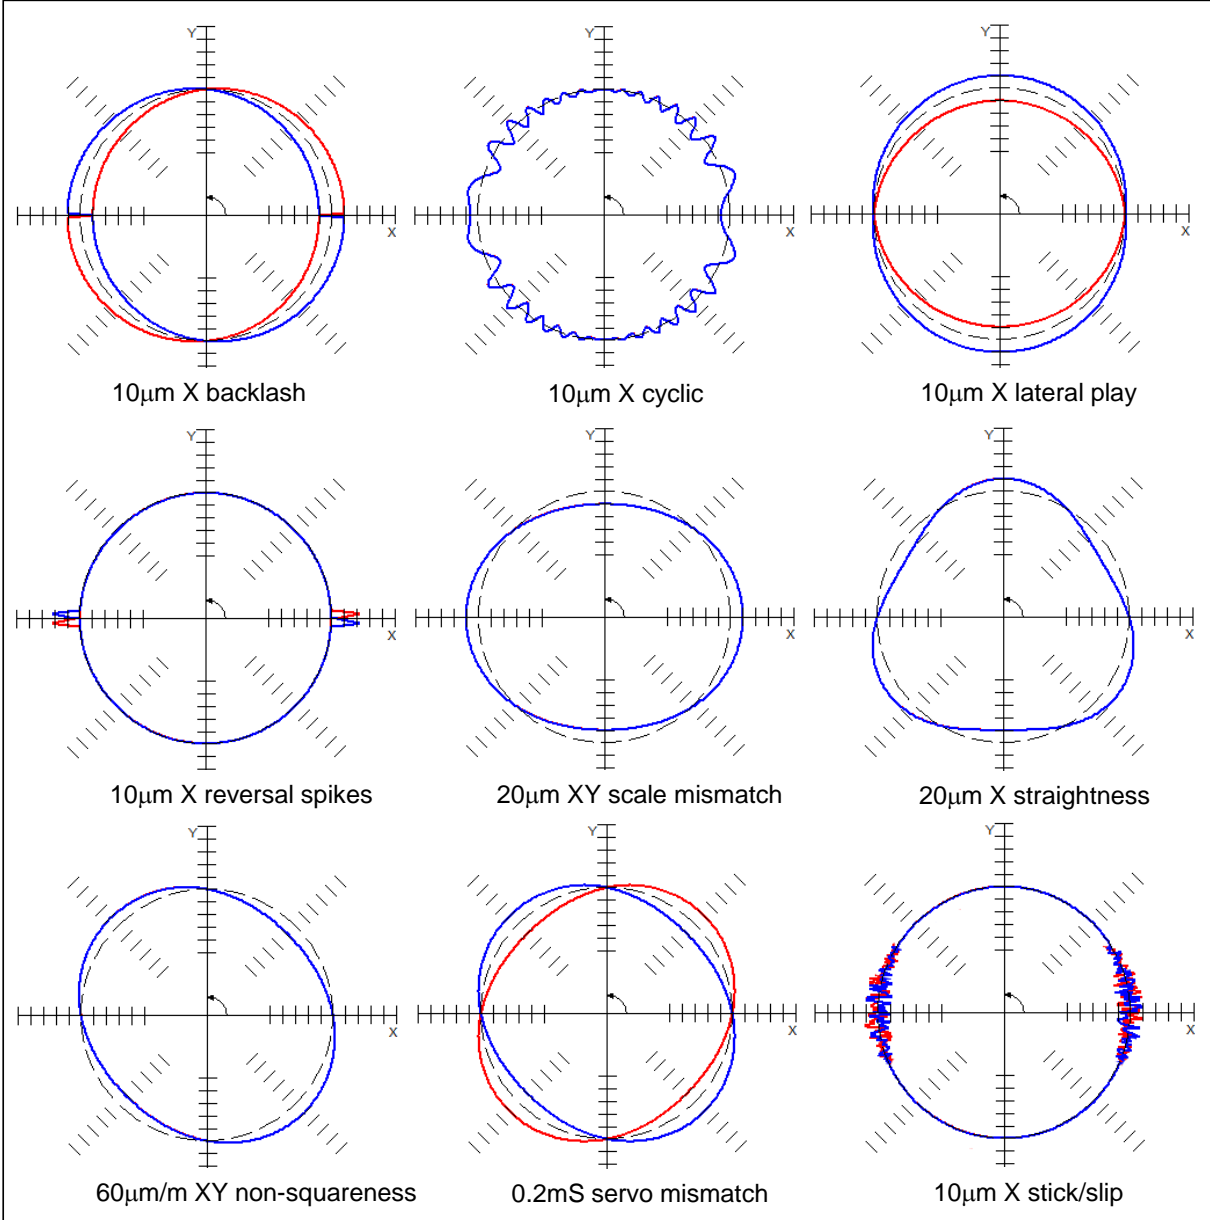 Y
X
10μm X backlash
Y
X
10μm X cyclic
Y
X
10μm X lateral play
Y
X
10μm X reversal spikes
Y
X
20μm XY scale mismatch
Y
X
20μm X straightness
Y
X
60μm/m XY non-squareness
Y
X
0.2mS servo mismatch
Y
X
10μm X stick/slip